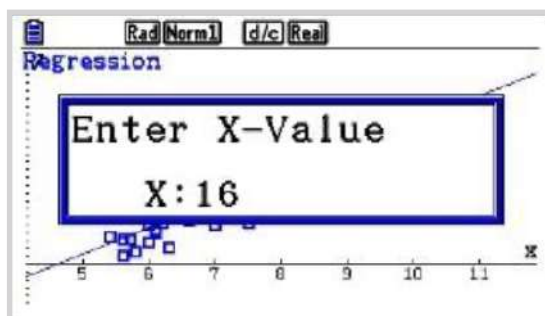 Rad Norm1 d/c Real
Regression
Enter X-Value
X:16
x
5 6 7 8 9 10 11